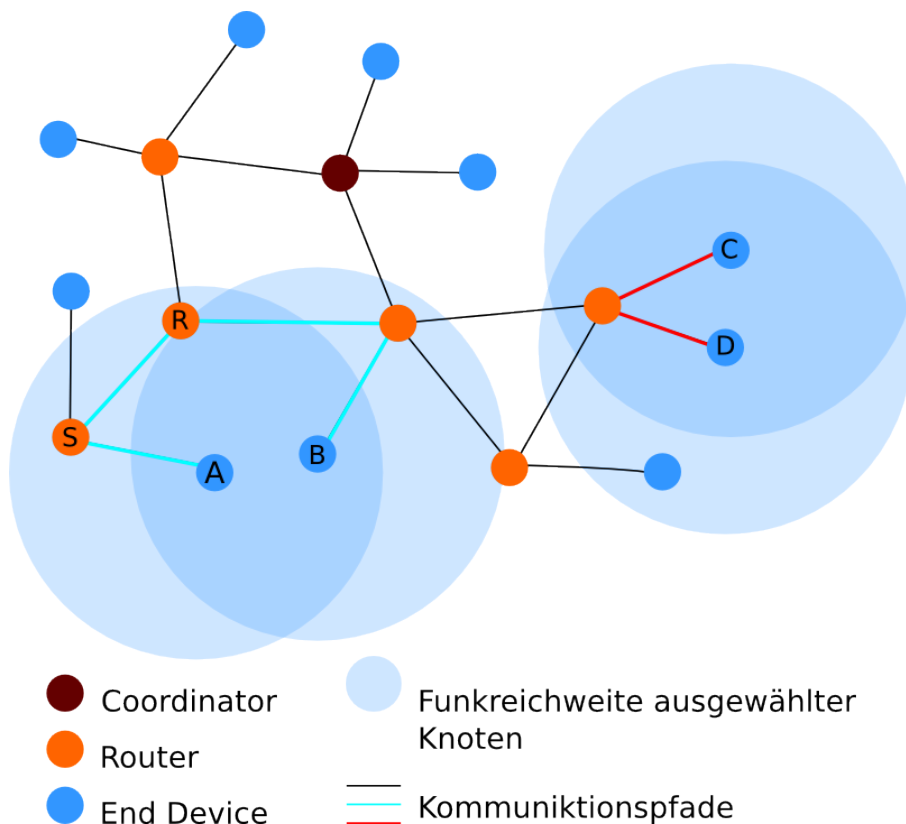 C
D
R
S
A
B
Coordinator
Router
End Device
Funkreichweite ausgewählter
Knoten
Kommuniktionspfade